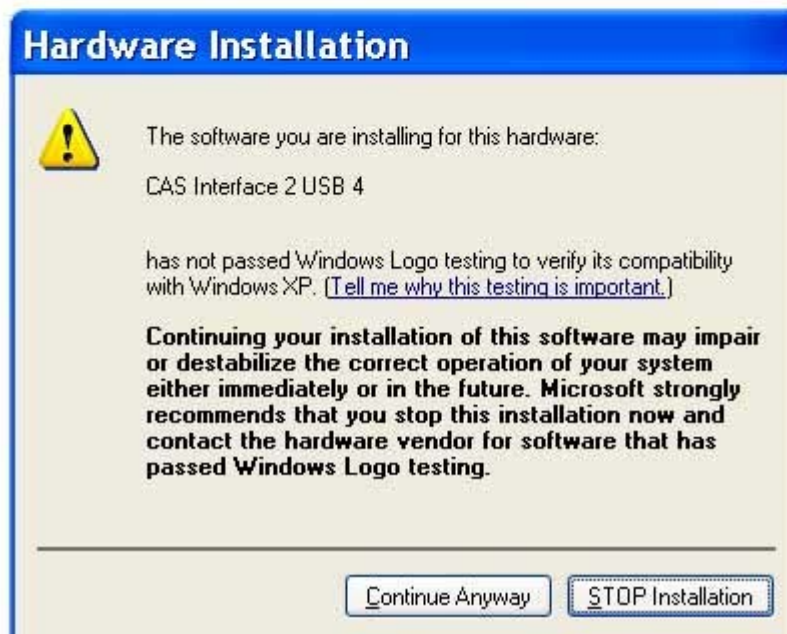 Hardware Installation
The software you are installing for this hardware:
CAS Interface 2 USB 4
has not passed Windows Logo testing to verify its compatibility
with Windows XP. (Tell me why this testing is important.)
Continuing your installation of this software may impair
or destabilize the correct operation of your system
either immediately or in the future. Microsoft strongly
recommends that you stop this installation now and
contact the hardware vendor for software that has
passed Windows Logo testing.
Continue Anyway
STOP Installation